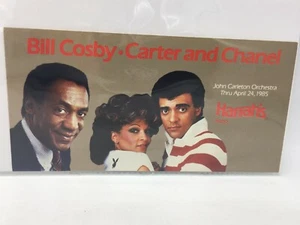 Bill Cosby • Carter and Chanel
John Carleton Orchestra
Thru April 24, 1985
Harrah's